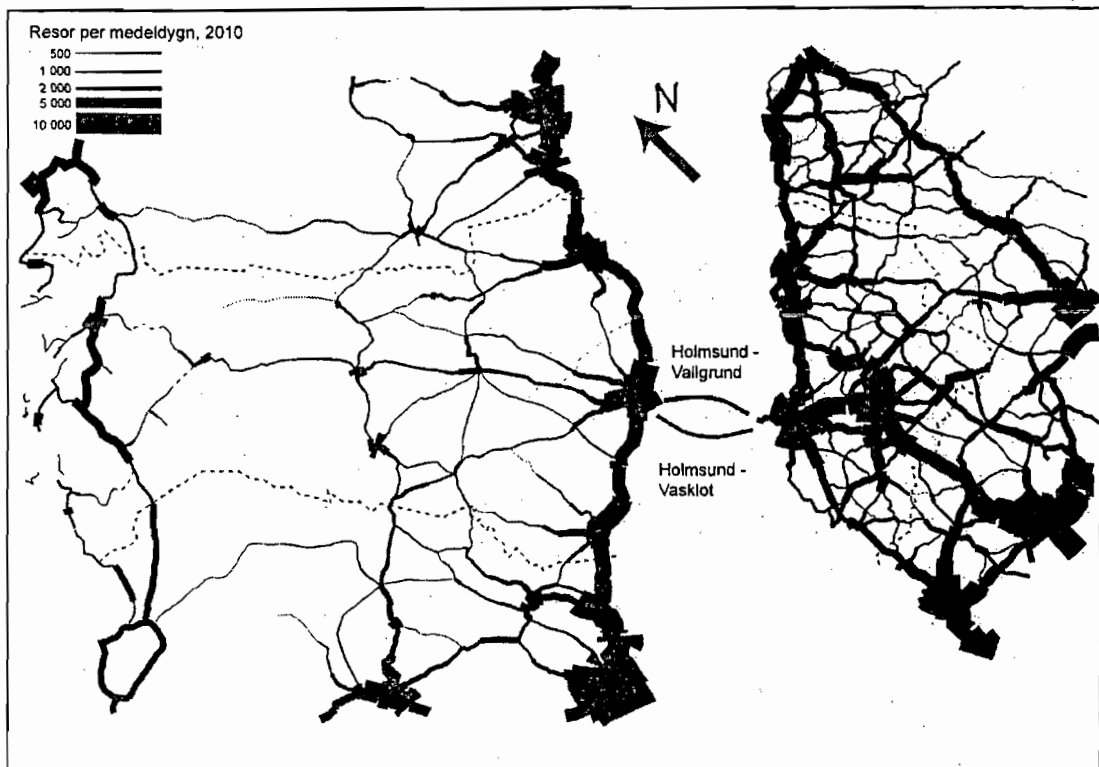 Resor per medeldygn, 2010
500
1 000
2 000
5 000
10 000
N
Holmsund -
Vallgrund
Holmsund -
Vasklot